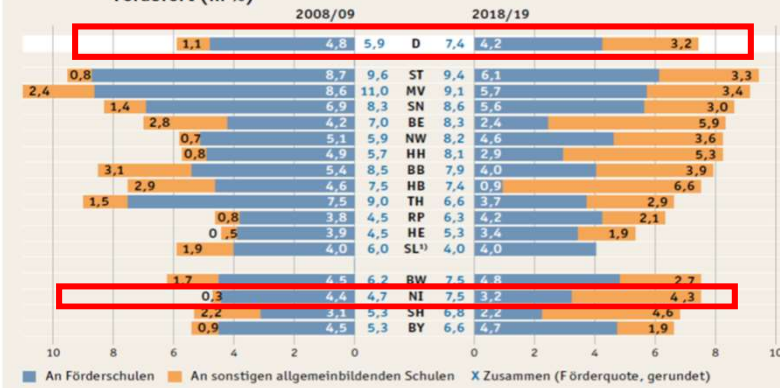 2008/09 2018/19
1,1 4,8 5,9 D 7,4 4,2 3,2
0,8 8,7 9,6 ST 9,4 6,1 3,3
2,4 8,6 11,0 MV 9,1 5,7 3,4
1,4 6,9 8,3 SN 8,6 5,6 3,0
2,8 4,2 7,0 BE 8,3 2,4 5,9
0,7 5,1 5,9 NW 8,2 4,6 3,6
0,8 4,9 5,7 HH 8,1 2,9 5,3
3,1 5,4 8,5 BB 7,9 4,0 3,9
2,9 4,6 7,5 HB 7,4 0,9 6,6
1,5 7,5 9,0 TH 6,6 3,7 2,9
0,8 3,8 4,5 RP 6,3 4,2 2,1
0 ,5 3,9 4,5 HE 5,3 3,4 1,9
1,9 4,0 6,0 SL¹⁾ 4,0 4,0
1,7 4,5 6,2 BW 7,5 4,8 2,7
0,3 4,4 4,7 NI 7,5 3,2 4,3
2,2 3,1 5,3 SH 6,8 2,2 4,6
0,9 4,5 5,3 BY 6,6 4,7 1,9
10 8 6 4 2 0 0 2 4 6 8 10
An Förderschulen An sonstigen allgemeinbildenden Schulen X Zusammen (Förderquote, gerundet)